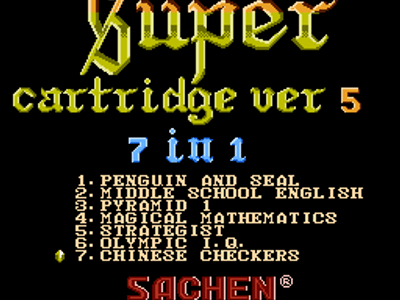 Super
cartridge ver 5
7 in 1
1. PENGUIN AND SEAL
2. MIDDLE SCHOOL ENGLISH
3. PYRAMID 1
4. MAGICAL MATHEMATICS
5. STRATEGIST
6. OLYMPIC I.Q.
7. CHINESE CHECKERS
SACHEN®